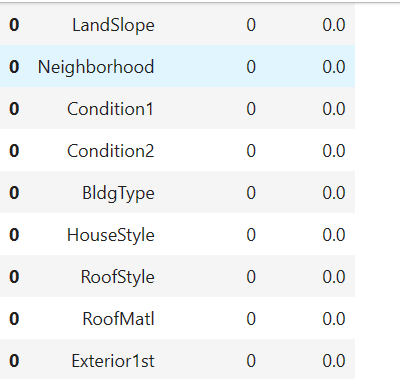 0 LandSlope 0 0.0
0 Neighborhood 0 0.0
0 Condition1 0 0.0
0 Condition2 0 0.0
0 BldgType 0 0.0
0 HouseStyle 0 0.0
0 RoofStyle 0 0.0
0 RoofMatl 0 0.0
0 Exterior1st 0 0.0